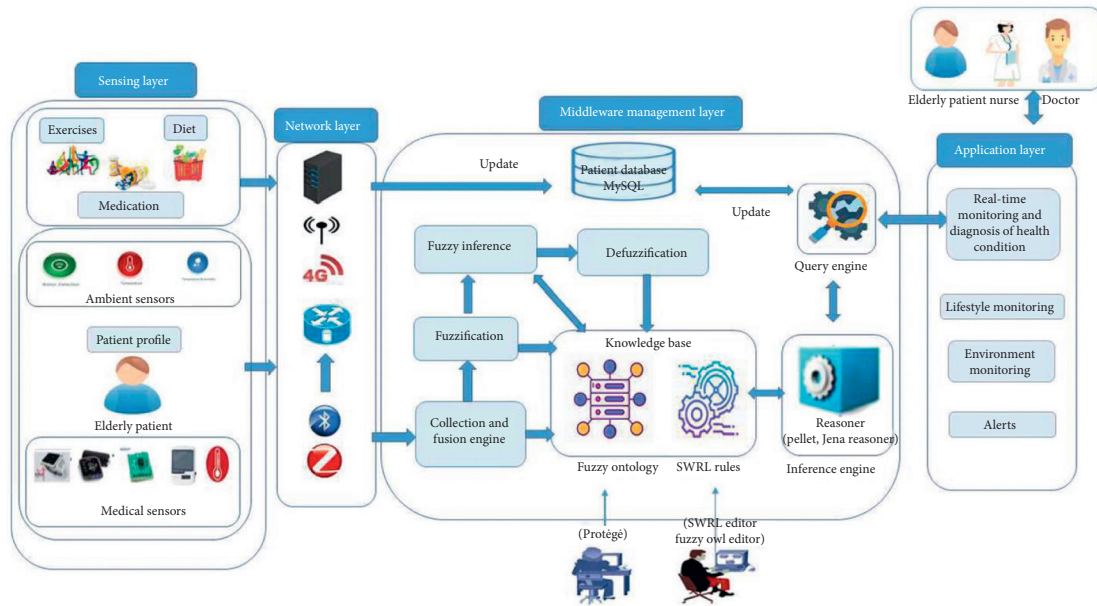 Sensing layer
Exercises
Diet
Medication
Ambient sensors
Patient profile
Elderly patient
Medical sensors
Network layer
4G
Middleware management layer
Update
Patient database
MySQL
Update
Fuzzy inference
Defuzzification
Query engine
Fuzzification
Knowledge base
Collection and
fusion engine
Fuzzy ontology
SWRL rules
Reasoner
(pellet, Jena reasoner)
Inference engine
(Protėgė)
(SWRL editor
fuzzy owl editor)
Elderly patient nurse
Doctor
Application layer
Real-time
monitoring and
diagnosis of health
condition
Lifestyle monitoring
Environment
monitoring
Alerts